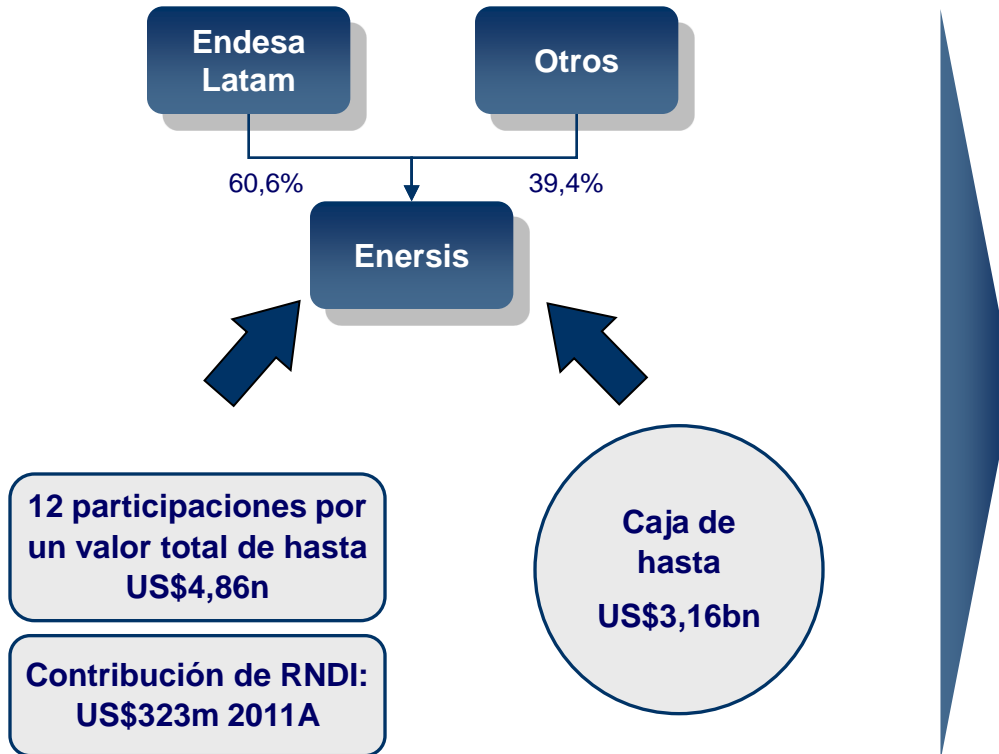 Endesa
Latam
Otros
60,6%
39,4%
Enersis
12 participaciones por
un valor total de hasta
US$4,86n
Contribución de RNDI:
US$323m 2011A
Caja de
hasta
US$3,16bn